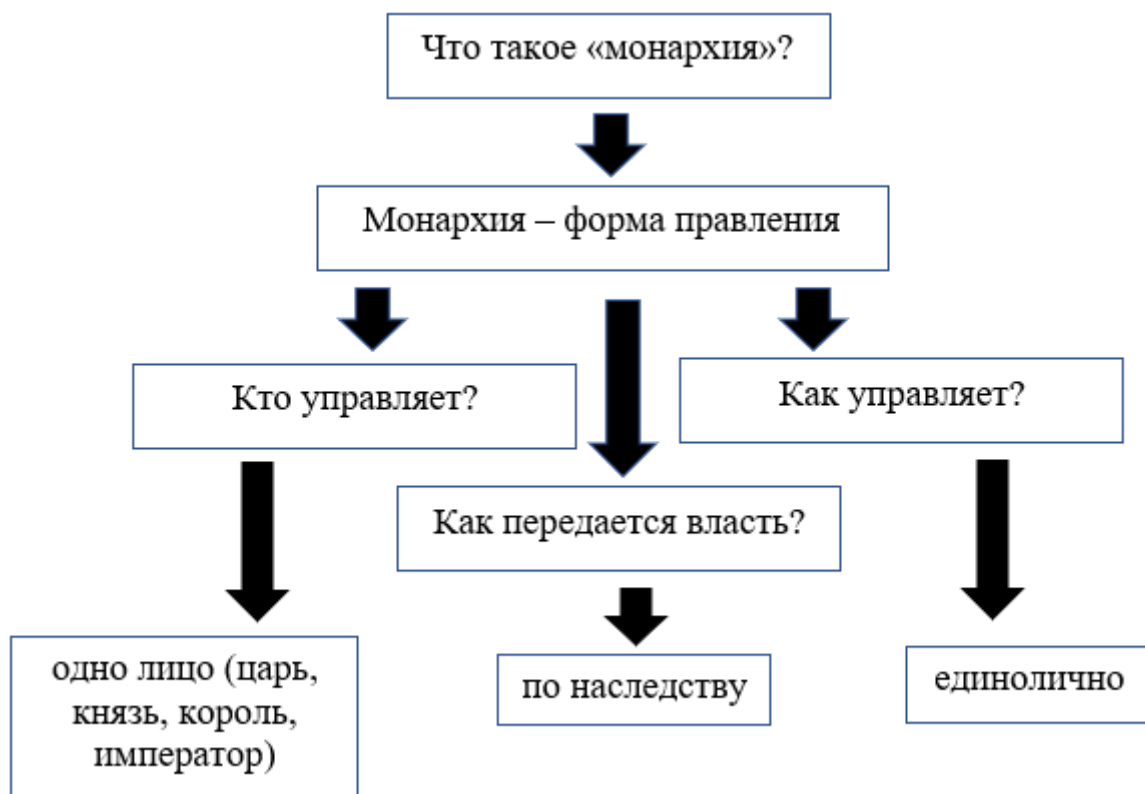 Что такое «монархия»?
Монархия – форма правления
Кто управляет?
Как управляет?
Как передается власть?
одно лицо (царь,
князь, король,
император)
по наследству
единолично